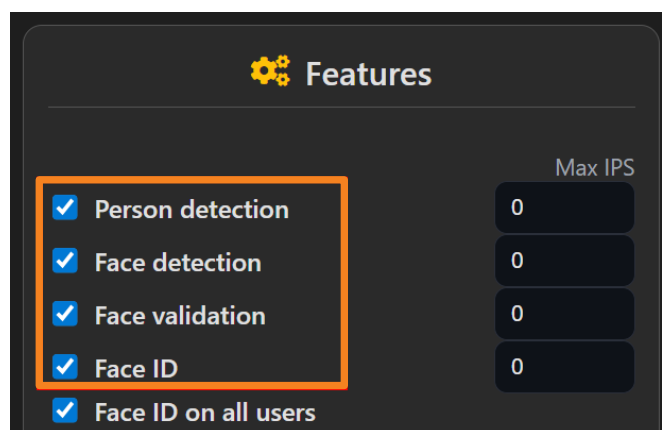 Features
Max IPS
Person detection 0
Face detection 0
Face validation 0
Face ID 0
Face ID on all users